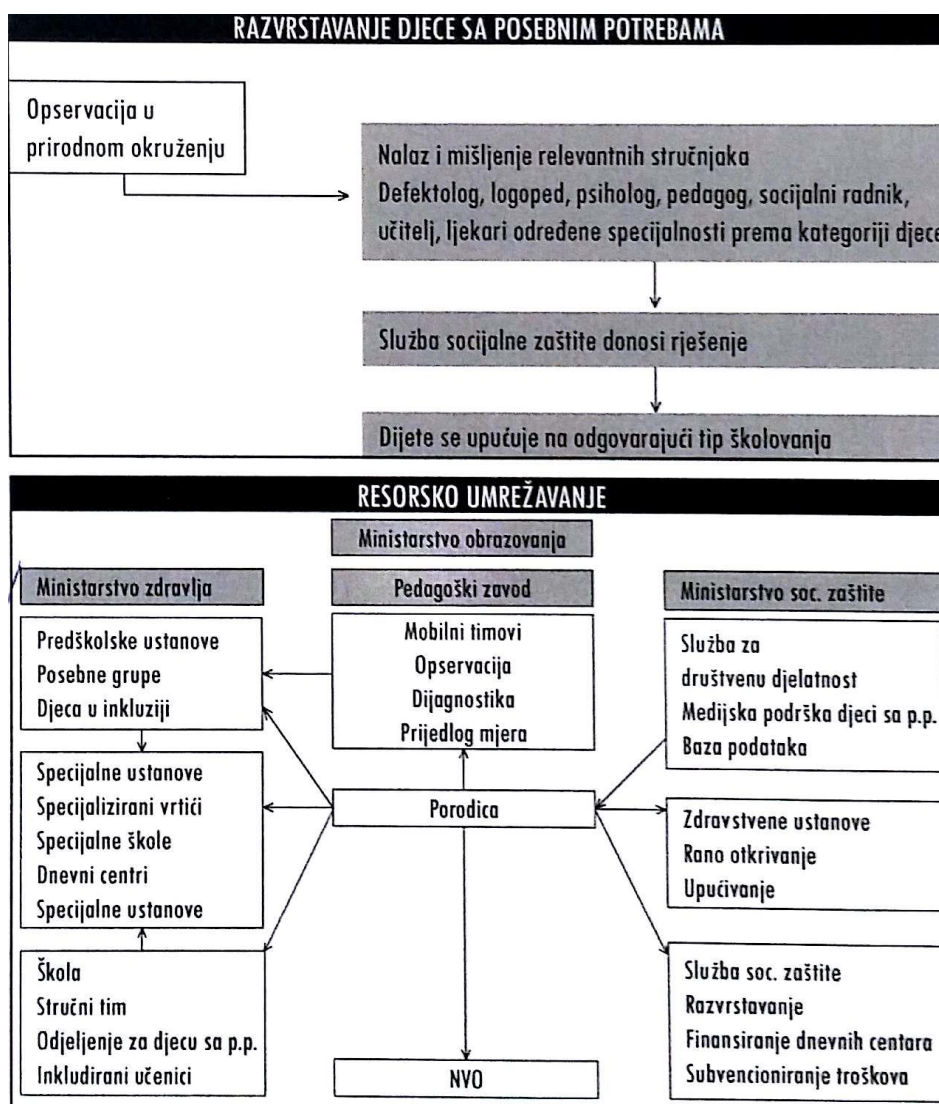 RAZVRSTAVANJE DJECE SA POSEBNIM POTREBAMA
Opservacija u
prirodnom okruženju
Nalaz i mišljenje relevantnih stručnjaka
Defektolog, logoped, psiholog, pedagog, socijalni radnik,
učitelj, ljekari određene specijalnosti prema kategoriji djece
Služba socijalne zaštite donosi rješenje
Dijete se upućuje na odgovarajući tip školovanja
RESORSKO UMREŽAVANJE
Ministarstvo obrazovanja
Ministarstvo zdravlja
Pedagoški zavod
Ministarstvo soc. zaštite
Predškolske ustanove
Posebne grupe
Djeca u inkluziji
Mobilni timovi
Opservacija
Dijagnostika
Prijedlog mjera
Služba za
društvenu djelatnost
Medijska podrška djeci sa p.p.
Baza podataka
Specijalne ustanove
Specijalizirani vrtići
Specijalne škole
Dnevni centri
Specijalne ustanove
Porodica
Zdravstvene ustanove
Rano otkrivanje
Upućivanje
Škola
Stručni tim
Odjeljenje za djecu sa p.p.
Inkludirani učenici
NVO
Služba soc. zaštite
Razvrstavanje
Finansiranje dnevnih centara
Subvencioniranje troškova